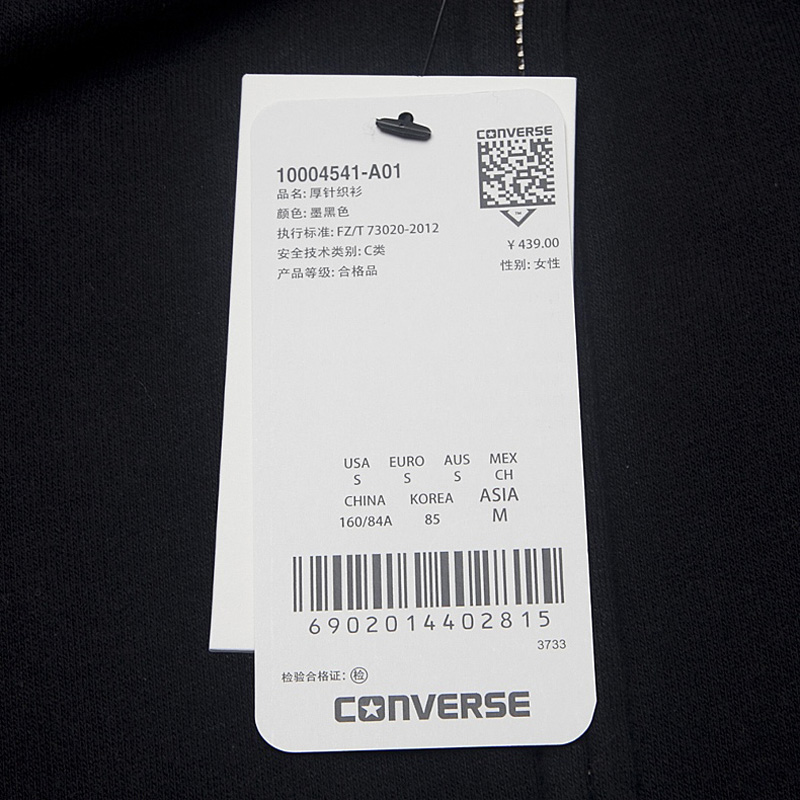 CONVERSE
10004541-A01
品名: 厚针织衫
颜色: 墨黑色
执行标准: FZ/T 73020-2012
安全技术类别: C类
产品等级: 合格品
¥ 439.00
性别: 女性
USA EURO AUS MEX
S S S CH
CHINA KOREA ASIA
160/84A 85 M
6902014402815
3733
检验合格证: 检
CONVERSE